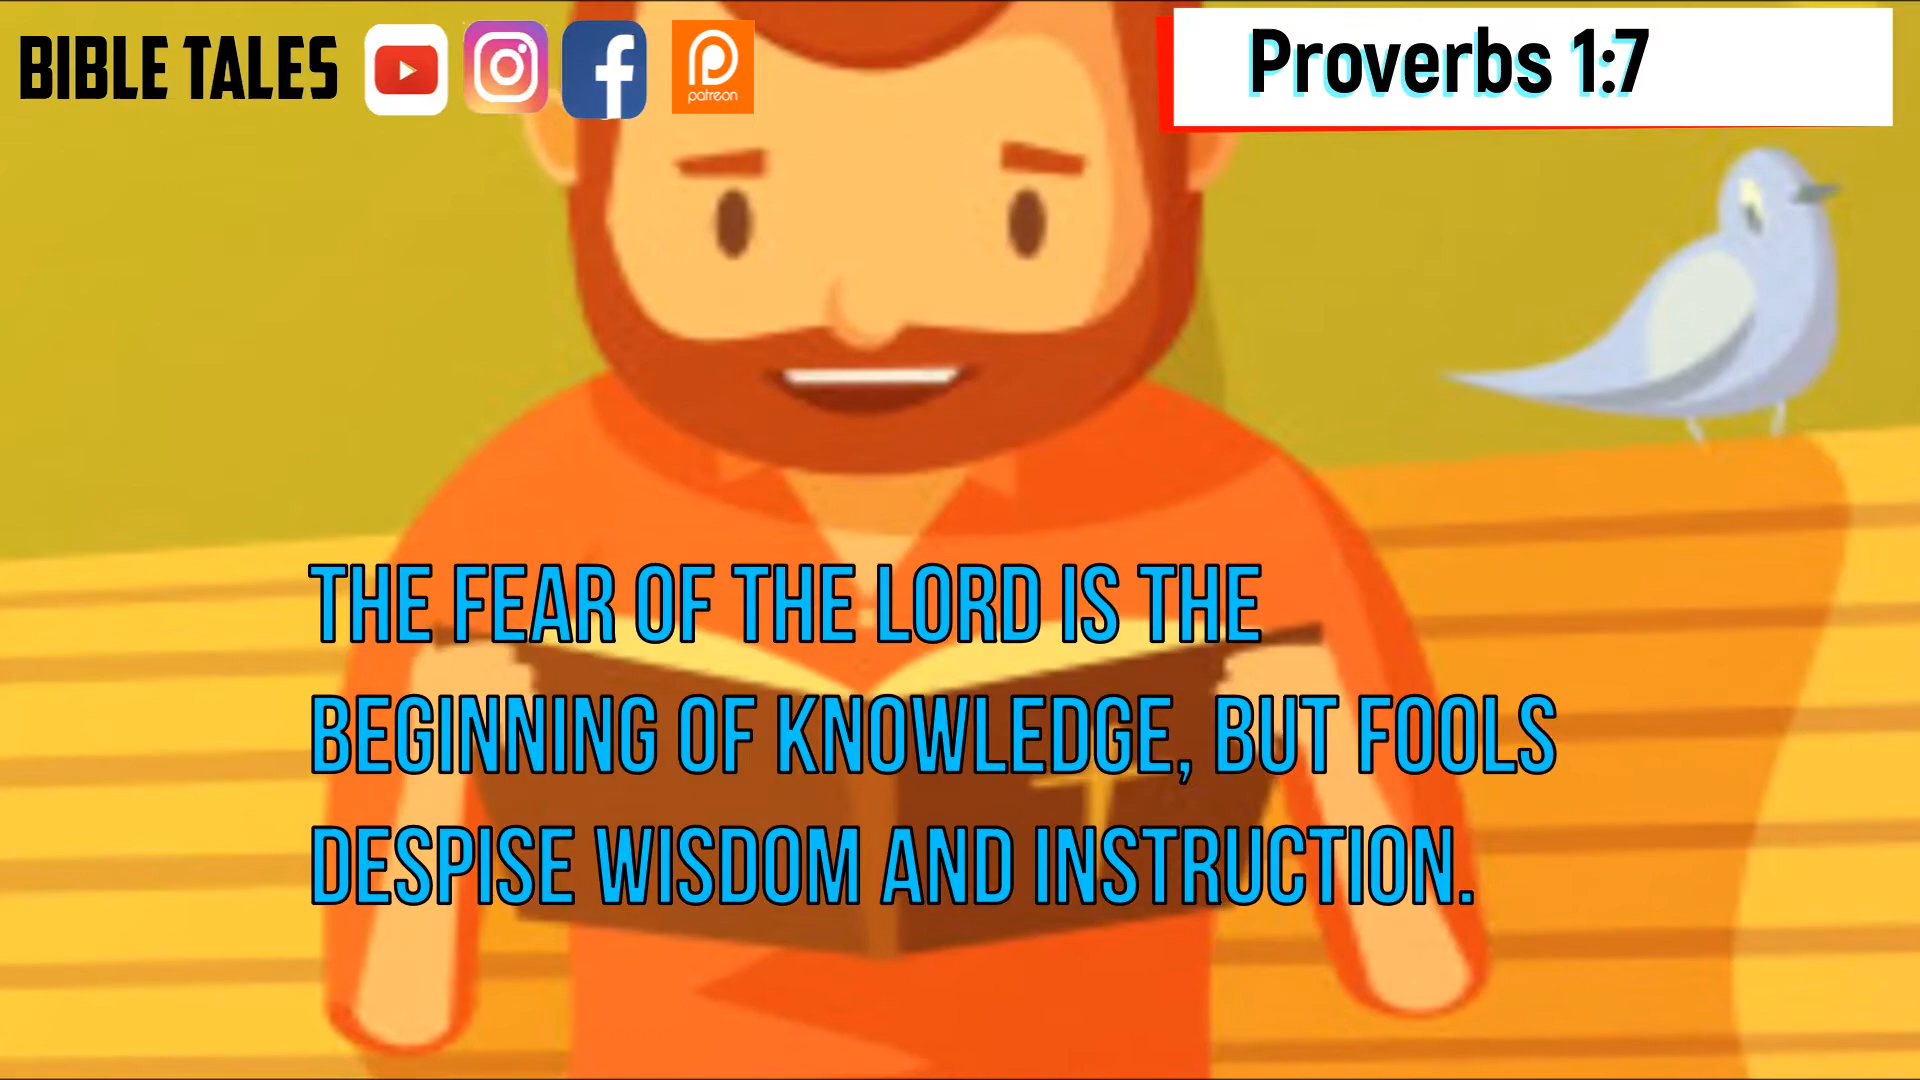 BIBLE TALES
patreon
Proverbs 1:7
THE FEAR OF THE LORD IS THE
BEGINNING OF KNOWLEDGE, BUT FOOLS
DESPISE WISDOM AND INSTRUCTION.